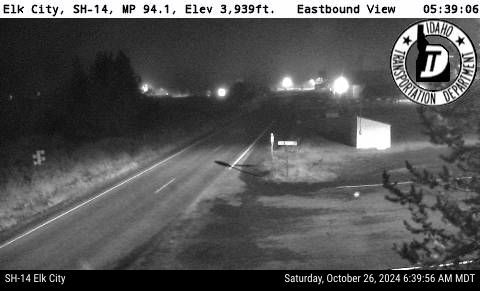 Elk City, SH-14, MP 94.1, Elev 3,939ft. Eastbound View 05:39:06
IDAHO
TRANSPORTATION DEPARTMENT
SH-14 Elk City
Saturday, October 26, 2024 6:39:56 AM MDT